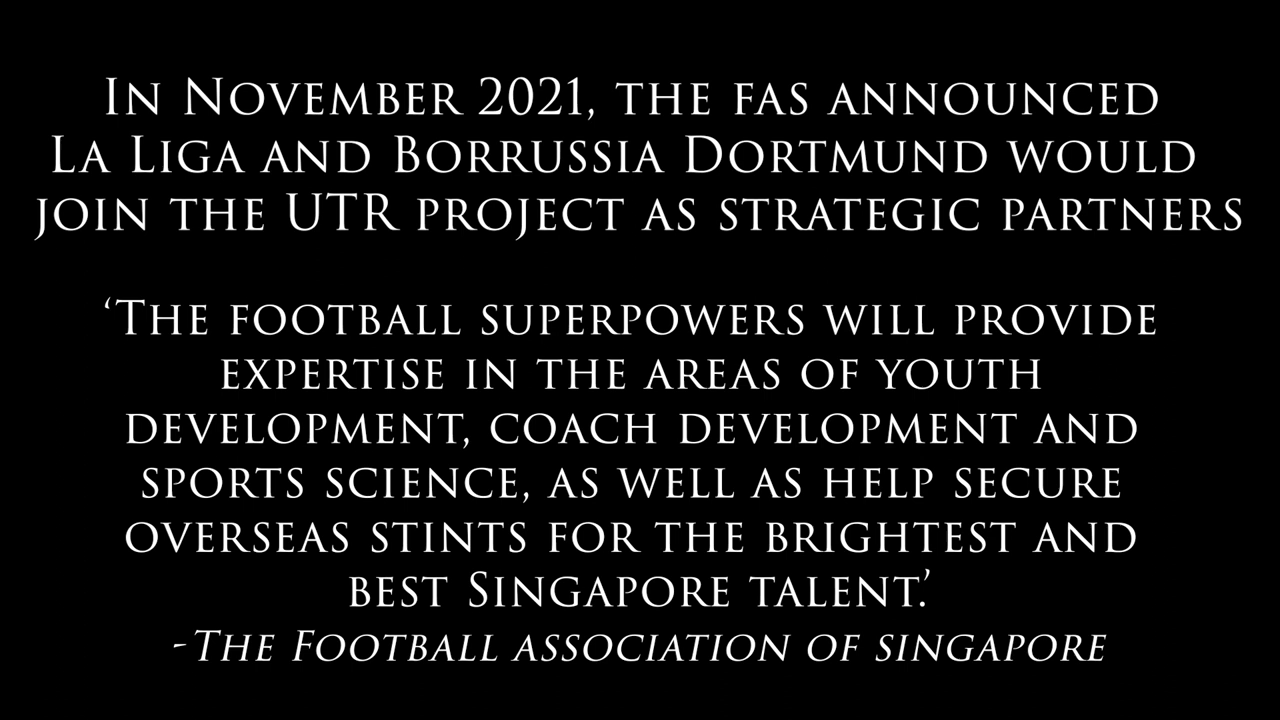 In November 2021, the fas announced
La Liga and Borrussia Dortmund would
join the UTR project as strategic partners
‘The football superpowers will provide
expertise in the areas of youth
development, coach development and
sports science, as well as help secure
overseas stints for the brightest and
best Singapore talent.’
-The Football association of singapore